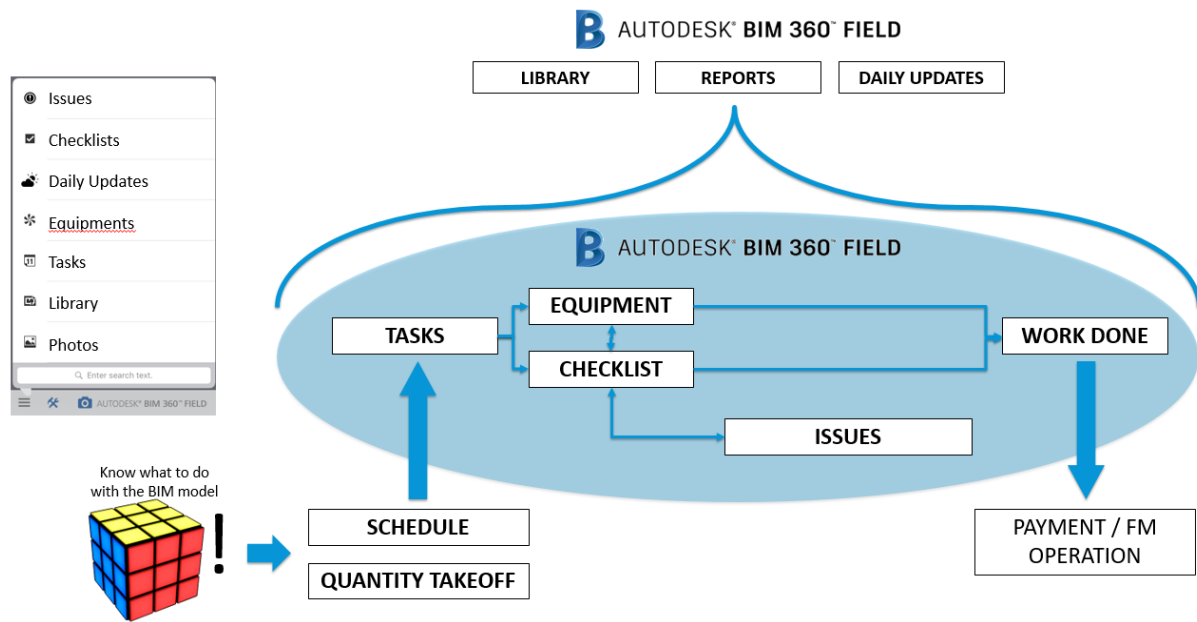 AUTODESK® BIM 360™ FIELD
LIBRARY
REPORTS
DAILY UPDATES
Issues
Checklists
Daily Updates
Equipments
Tasks
Library
Photos
Enter search text.
AUTODESK® BIM 360™ FIELD
AUTODESK® BIM 360™ FIELD
EQUIPMENT
TASKS
CHECKLIST
WORK DONE
ISSUES
Know what to do
with the BIM model
!
SCHEDULE
QUANTITY TAKEOFF
PAYMENT / FM
OPERATION